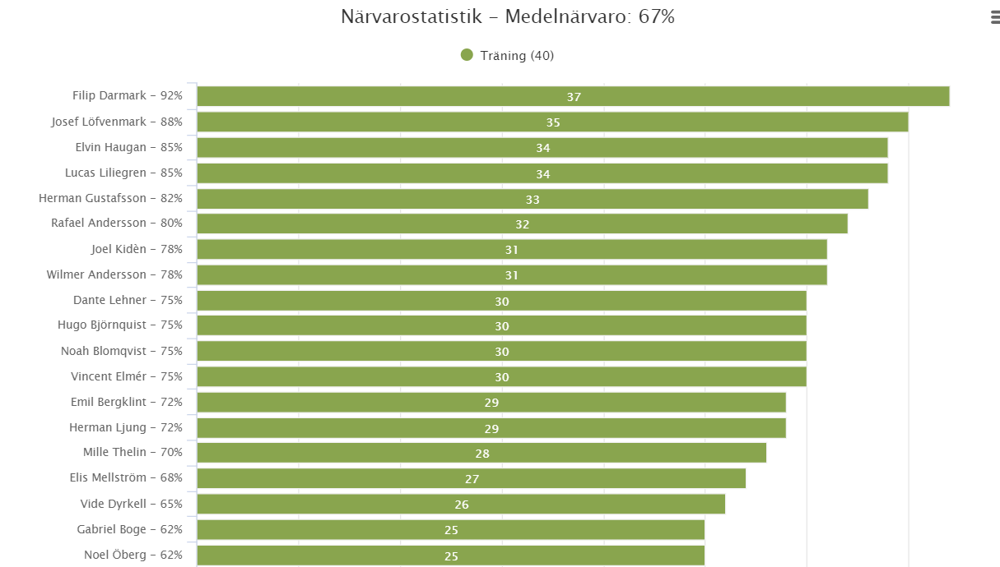 Närvarostatistik - Medelnärvaro: 67%
Träning (40)
Filip Darmark - 92% 37
Josef Löfvenmark - 88% 35
Elvin Haugan - 85% 34
Lucas Liliegren - 85% 34
Herman Gustafsson - 82% 33
Rafael Andersson - 80% 32
Joel Kidèn - 78% 31
Wilmer Andersson - 78% 31
Dante Lehner - 75% 30
Hugo Björnquist - 75% 30
Noah Blomqvist - 75% 30
Vincent Elmér - 75% 30
Emil Bergklint - 72% 29
Herman Ljung - 72% 29
Mille Thelin - 70% 28
Elis Mellström - 68% 27
Vide Dyrkell - 65% 26
Gabriel Boge - 62% 25
Noel Öberg - 62% 25